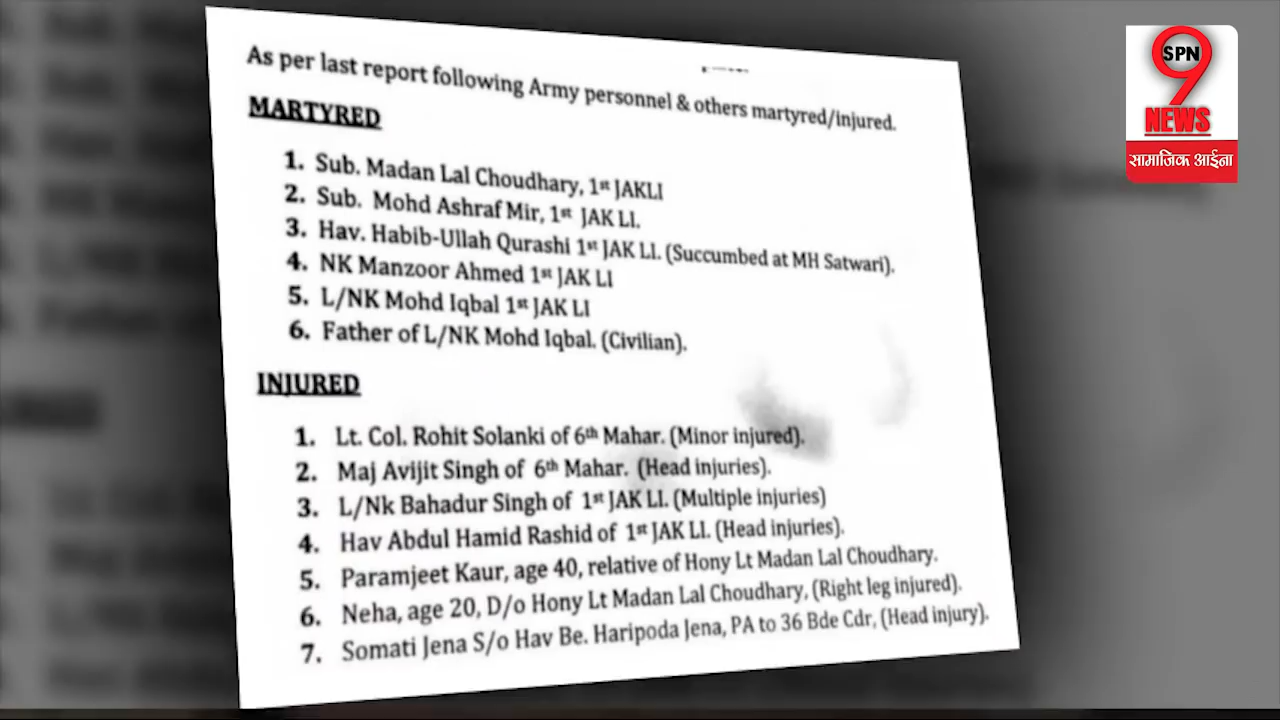 As per last report following Army personnel & others martyred/injured.
MARTYRED
1. Sub. Madan Lal Choudhary, 1st JAKLI
2. Sub. Mohd Ashraf Mir, 1st JAK LI.
3. Hav. Habib-Ullah Qurashi 1st JAK LI. (Succumbed at MH Satwari).
4. NK Manzoor Ahmed 1st JAK LI
5. L/NK Mohd Iqbal 1st JAK LI
6. Father of L/NK Mohd Iqbal. (Civilian).
INJURED
1. Lt. Col. Rohit Solanki of 6th Mahar. (Minor injured).
2. Maj Avijit Singh of 6th Mahar. (Head injuries).
3. L/Nk Bahadur Singh of 1st JAK LI. (Multiple injuries)
4. Hav Abdul Hamid Rashid of 1st JAK LI. (Head injuries).
5. Paramjeet Kaur, age 40, relative of Hony Lt Madan Lal Choudhary.
6. Neha, age 20, D/o Hony Lt Madan Lal Choudhary, (Right leg injured).
7. Somati Jena S/o Hav Be. Haripoda Jena, PA to 36 Bde Cdr, (Head injury).
SPN
9
NEWS
सामाजिक आईना